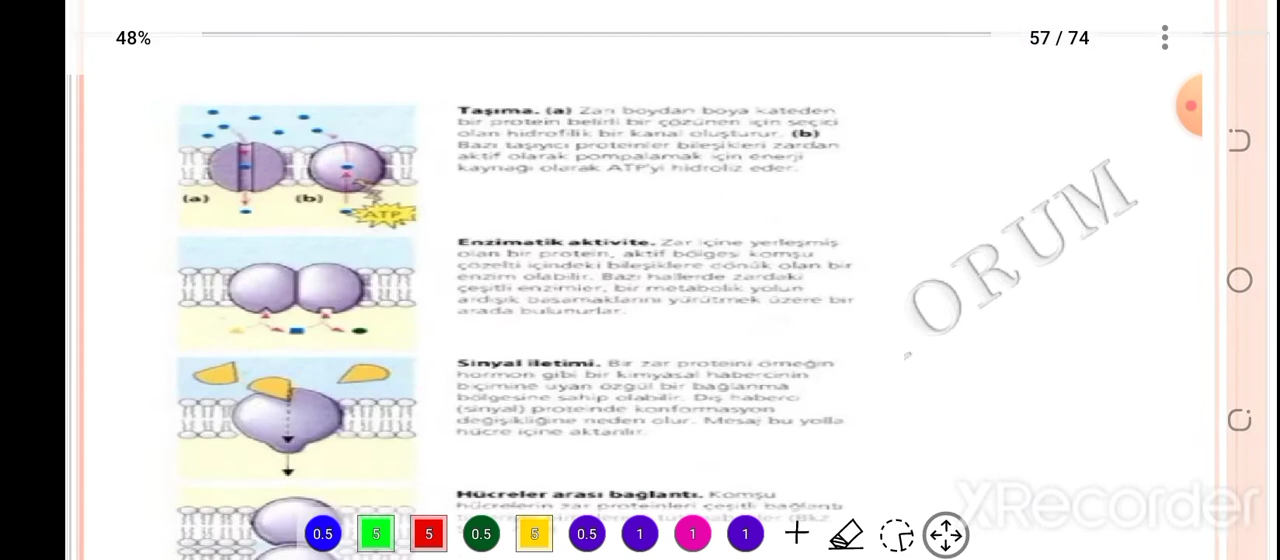 48%
57 / 74
Taşıma. (a) Zarı boydan boya kateden
bir protein belirli bir çözünen için seçici
olan hidrofilik bir kanal oluşturur. (b)
Bazı taşıyıcı proteinler bileşikleri zardan
aktif olarak pompalamak için enerji
kaynağı olarak ATP'yi hidroliz eder.
(a)
(b)
ATP
Enzimatik aktivite. Zar içine yerleşmiş
olan bir protein, aktif bölgesi komşu
çözelti içindeki bileşiklere dönük olan bir
enzim olabilir. Bazı hallerde zardaki
çeşitli enzimler, bir metabolik yolun
ardışık basamaklarını yürütmek üzere bir
arada bulunurlar.
Sinyal iletimi. Bir zar proteini örneğin
hormon gibi bir kimyasal habercinin
biçimine uyan özgül bir bağlanma
bölgesine sahip olabilir. Dış haberci
(sinyal) proteinde konformasyon
değişikliğine neden olur. Mesaj bu yolla
hücre içine aktarılır.
Hücreler arası bağlantı. Komşu
hücrelerin zar proteinleri çeşitli bağlantı
(Bkz
ORUM
XRecorder
0.5
5
5
0.5
5
0.5
1
1
1